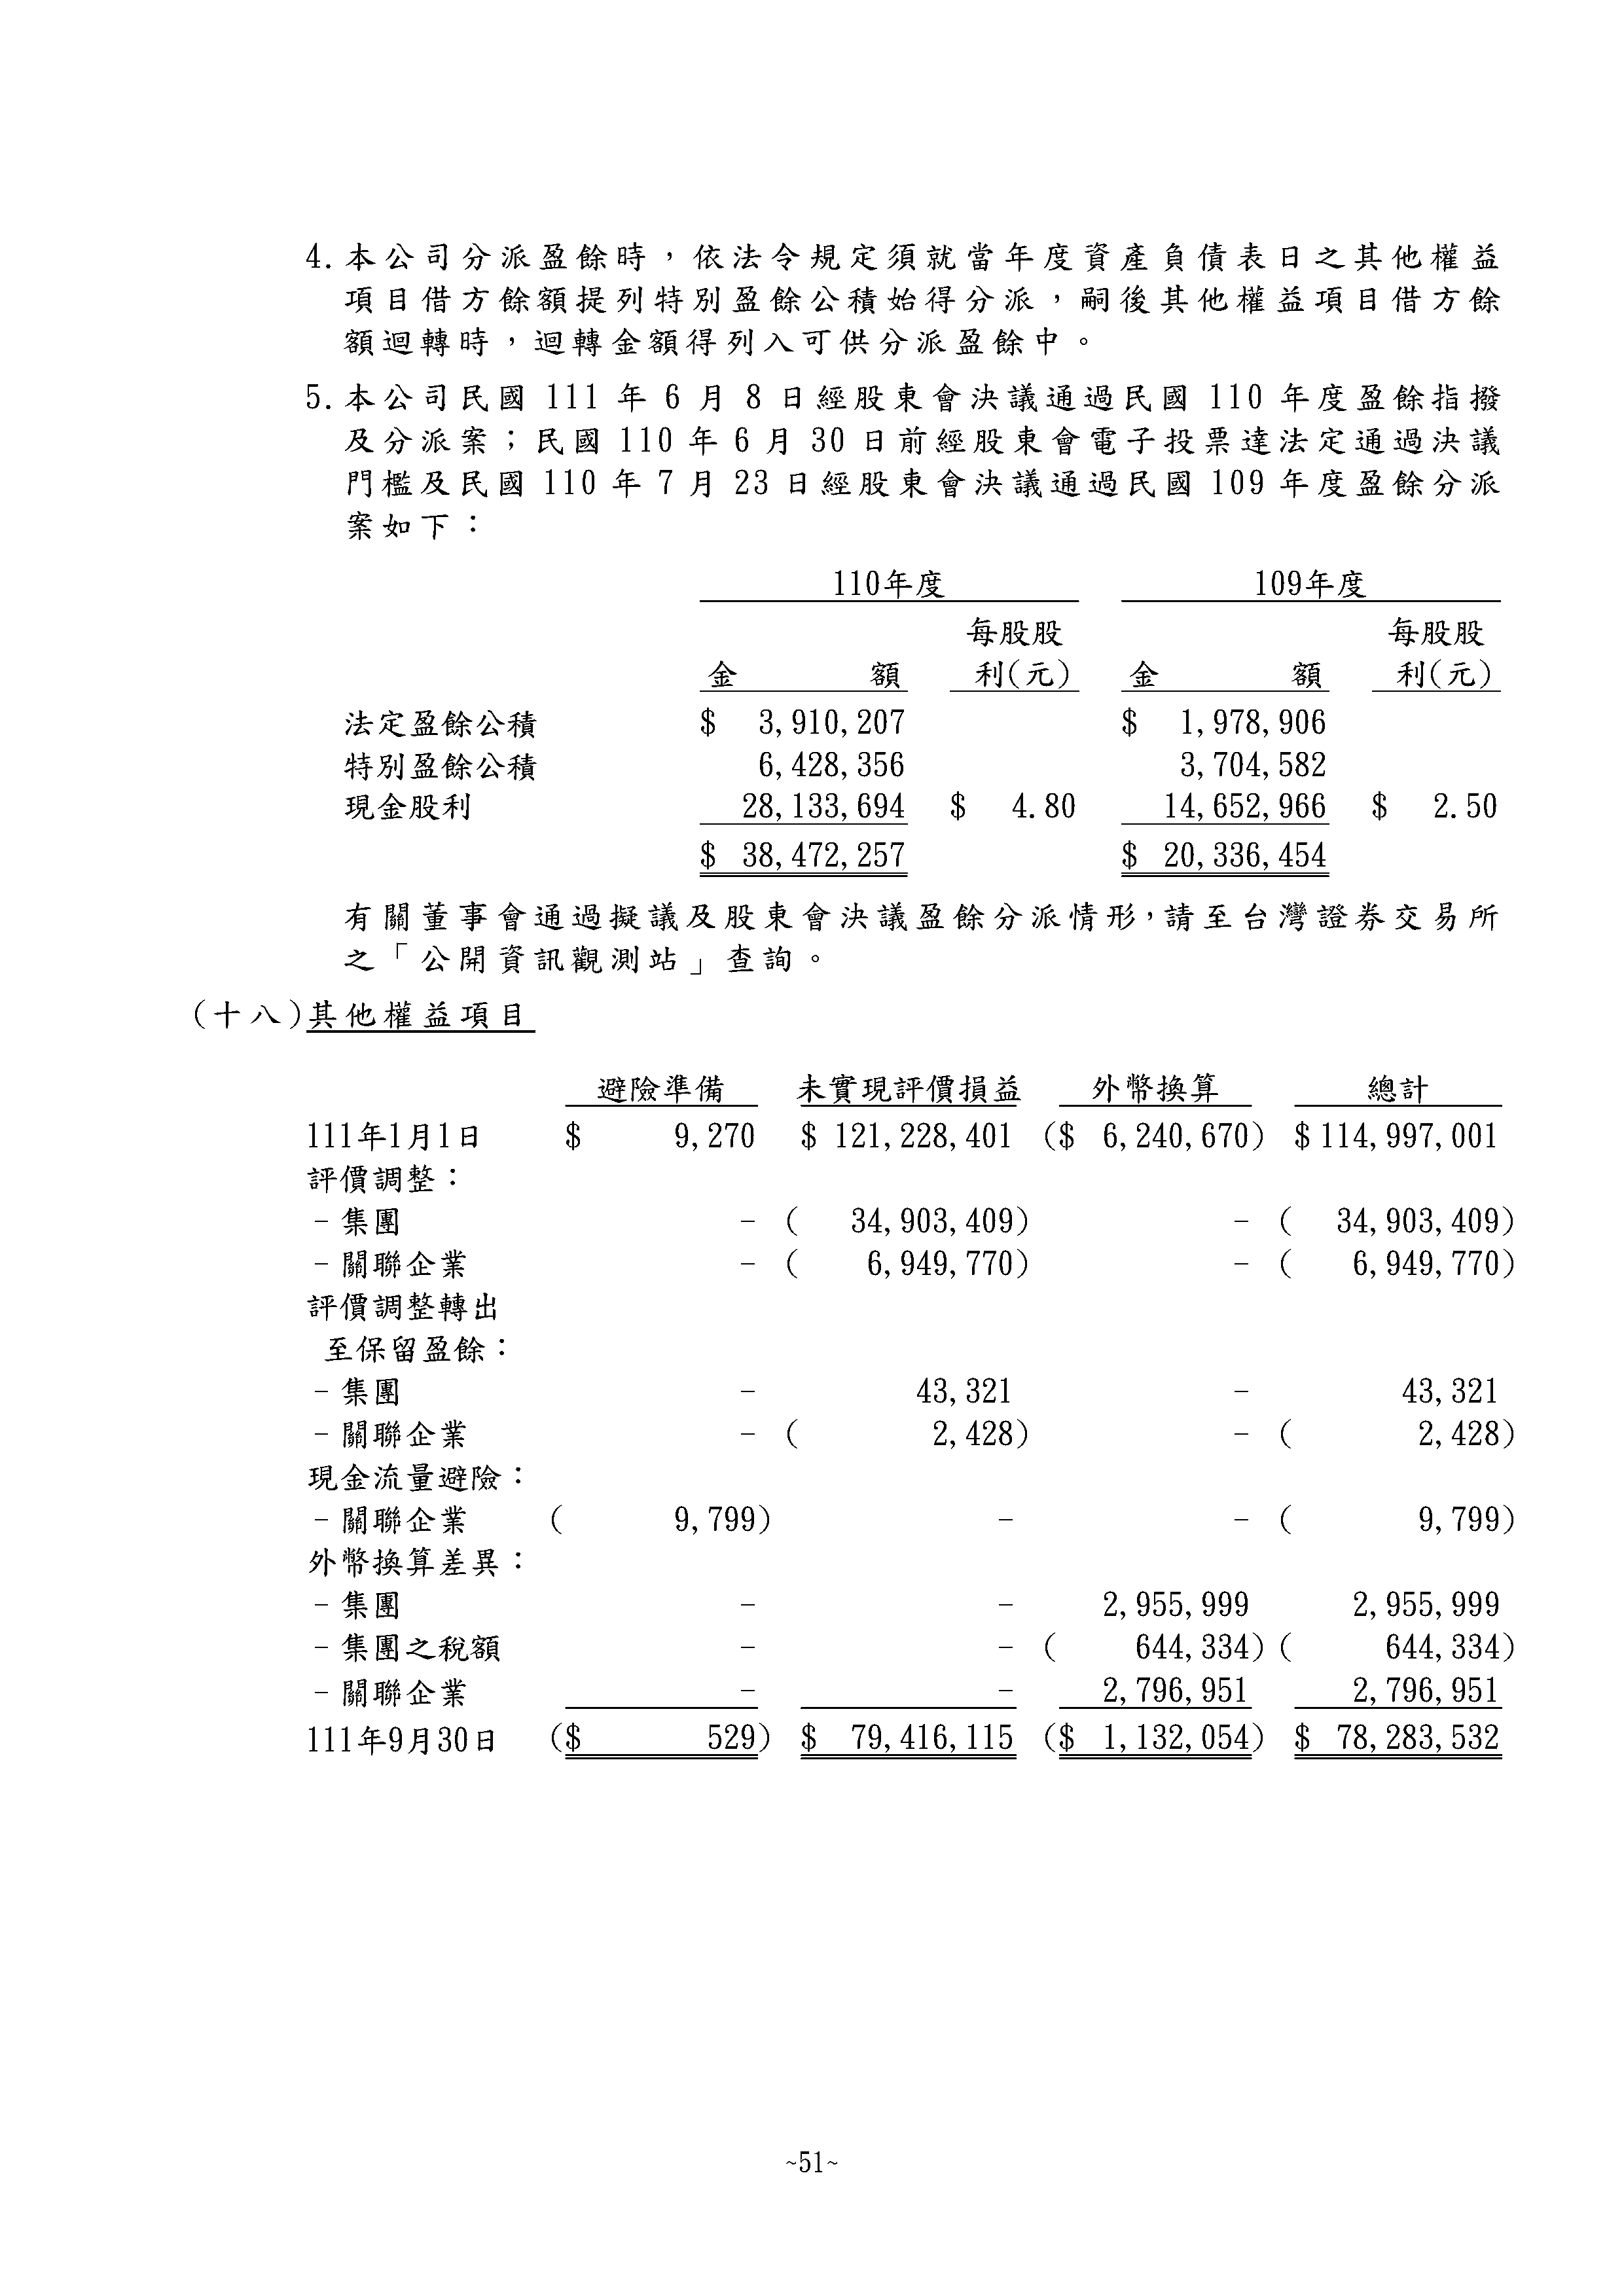 4.本公司分派盈餘時，依法令規定須就當年度資產負債表日之其他權益
項目借方餘額提列特別盈餘公積始得分派，嗣後其他權益項目借方餘
額迴轉時，迴轉金額得列入可供分派盈餘中。
5.本公司民國 111 年 6 月 8 日經股東會決議通過民國 110 年度盈餘指撥
及分派案；民國 110 年 6 月 30 日前經股東會電子投票達法定通過決議
門檻及民國 110 年 7 月 23 日經股東會決議通過民國 109 年度盈餘分派
案如下：
110年度 109年度
每股股 每股股
金 額 利(元) 金 額 利(元)
法定盈餘公積 $ 3,910,207 $ 1,978,906
特別盈餘公積 6,428,356 3,704,582
現金股利 28,133,694 $ 4.80 14,652,966 $ 2.50
$ 38,472,257 $ 20,336,454
有關董事會通過擬議及股東會決議盈餘分派情形，請至台灣證券交易所
之「公開資訊觀測站」查詢。
(十八)其他權益項目
避險準備 未實現評價損益 外幣換算 總計
111年1月1日 $ 9,270 $ 121,228,401 ($ 6,240,670) $ 114,997,001
評價調整：
–集團 – ( 34,903,409) – ( 34,903,409)
–關聯企業 – ( 6,949,770) – ( 6,949,770)
評價調整轉出
至保留盈餘：
–集團 – 43,321 – 43,321
–關聯企業 – ( 2,428) – ( 2,428)
現金流量避險：
–關聯企業 ( 9,799) – – ( 9,799)
外幣換算差異：
–集團 – – 2,955,999 2,955,999
–集團之稅額 – – ( 644,334) ( 644,334)
–關聯企業 – – 2,796,951 2,796,951
111年9月30日 ($ 529) $ 79,416,115 ($ 1,132,054) $ 78,283,532
~51~